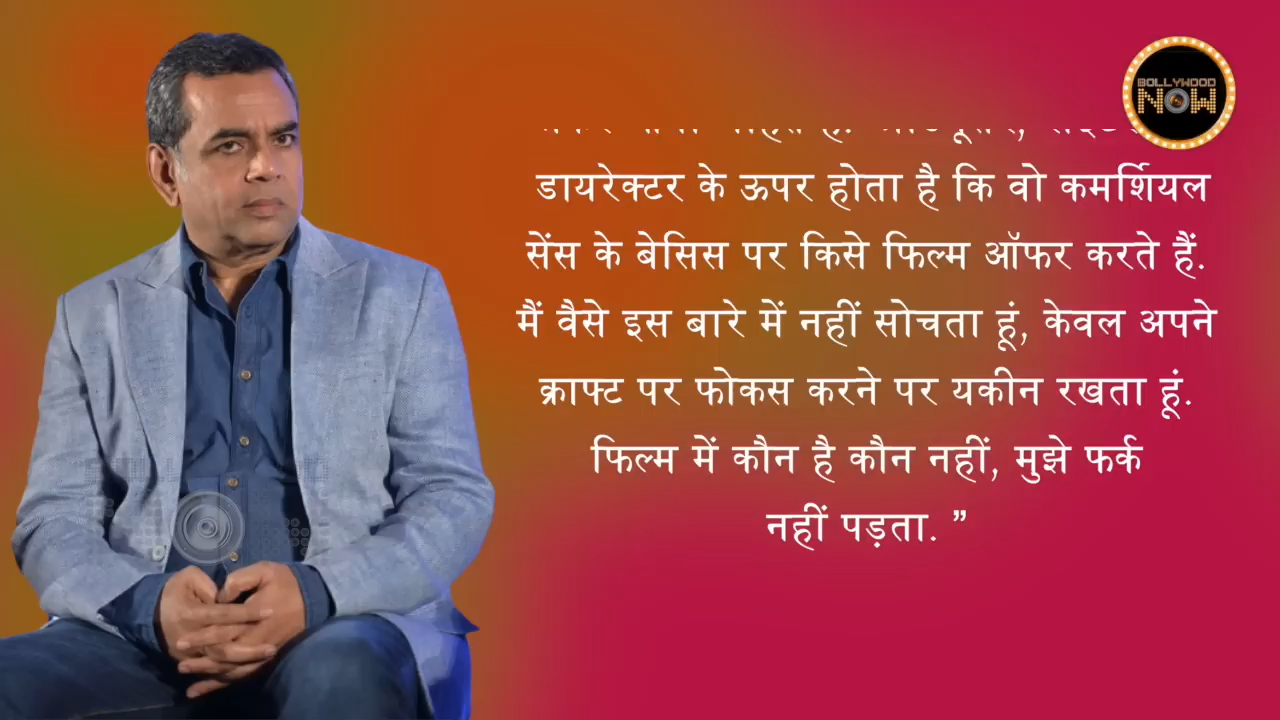 BOLLYWOOD
NOW
डायरेक्टर के ऊपर होता है कि वो कमर्शियल
सेंस के बेसिस पर किसे फिल्म ऑफर करते हैं.
मैं वैसे इस बारे में नहीं सोचता हूं, केवल अपने
क्राफ्ट पर फोकस करने पर यकीन रखता हूं.
फिल्म में कौन है कौन नहीं, मुझे फर्क
नहीं पड़ता. ”